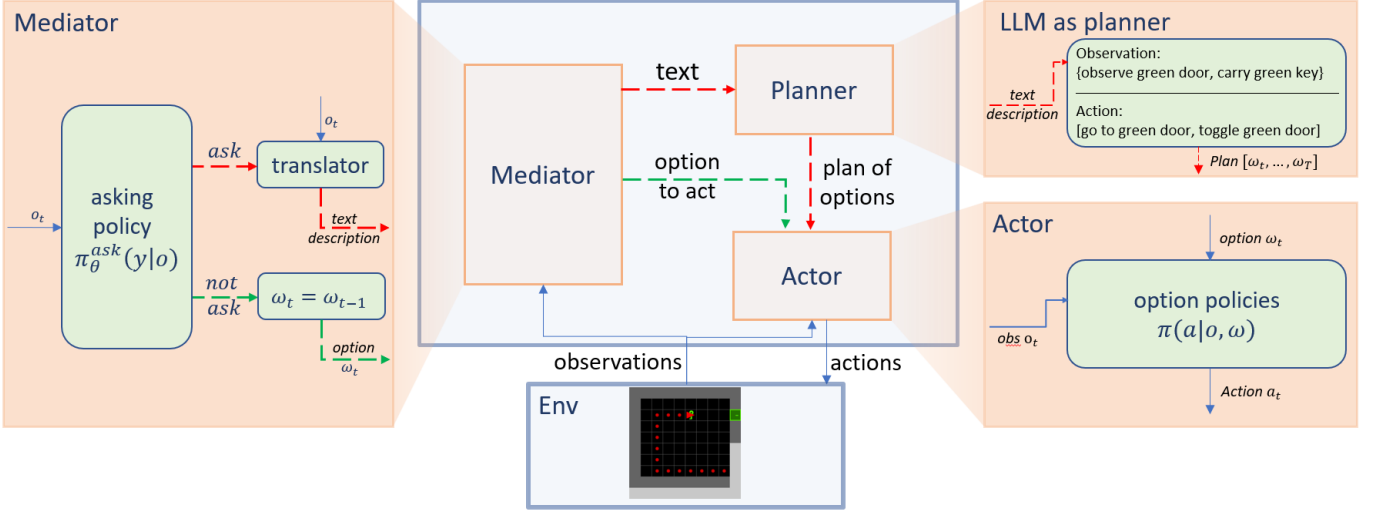 Mediator
o_t
asking
policy
π_θ^ask(y|o)
ask
o_t
translator
text
description
not
ask
ω_t = ω_{t−1}
option
ω_t
Mediator
text
Planner
option
to act
plan of
options
Actor
observations
actions
Env
LLM as planner
text
description
Observation:
{observe green door, carry green key}
Action:
[go to green door, toggle green door]
Plan [ω_t, …, ω_T]
Actor
option ω_t
obs o_t
option policies
π(a|o, ω)
Action a_t